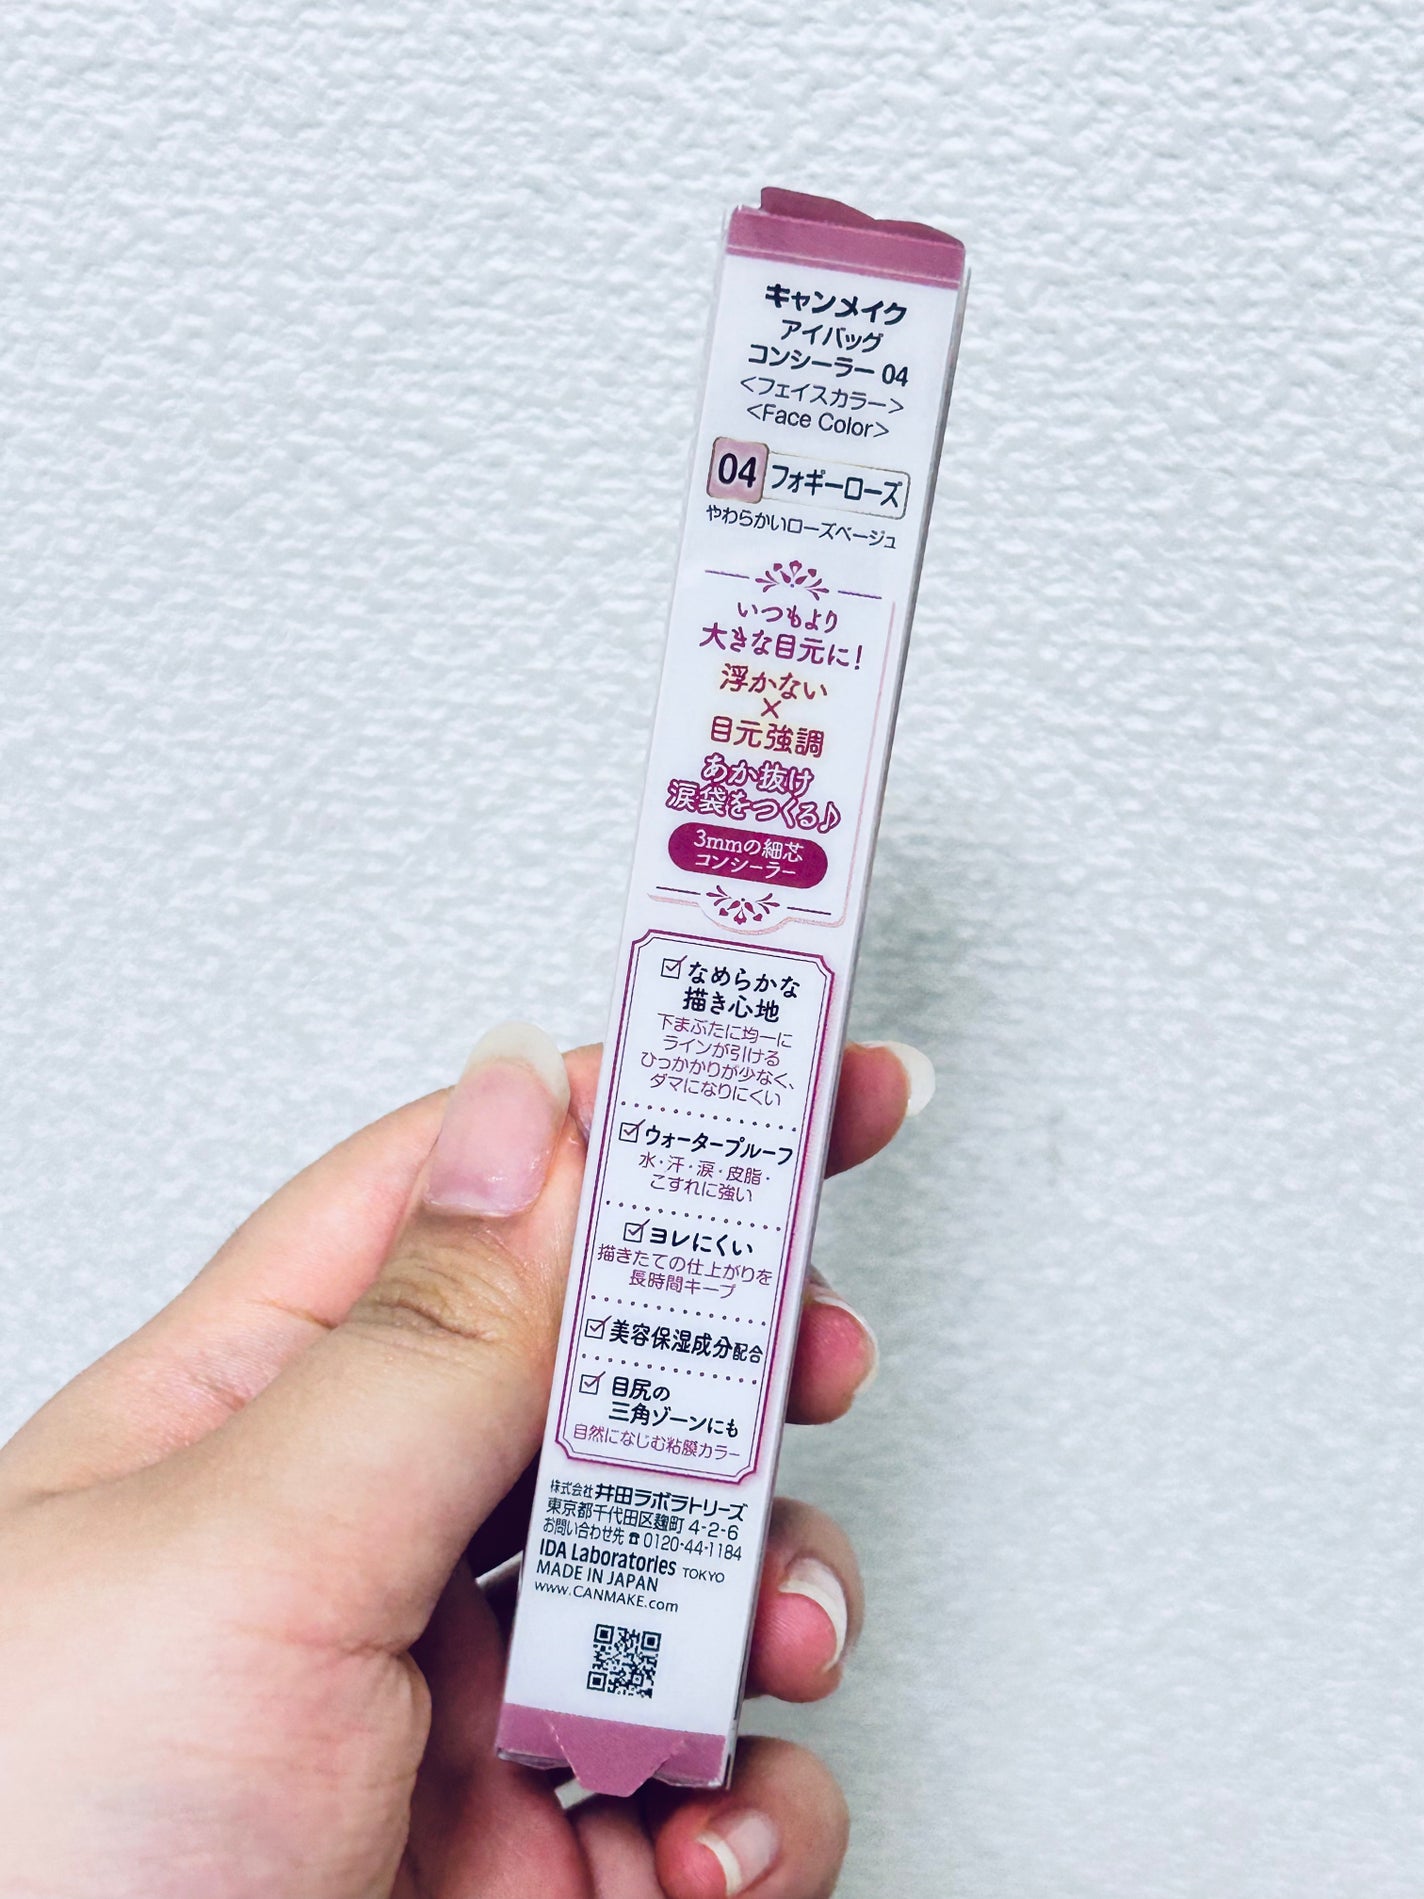 キャンメイク
アイバッグ
コンシーラー 04
<フェイスカラー>
<Face Color>
04 フォギーローズ
やわらかいローズベージュ
いつもより
大きな目元に!
浮かない
×
目元強調
あか抜け
涙袋をつくる♪
3mmの細芯
コンシーラー
☑なめらかな
描き心地
下まぶたに均一に
ラインが引ける
ひっかかりが少なく、
ダマになりにくい
☑ウォータープルーフ
水・汗・涙・皮脂・
こすれに強い
☑ヨレにくい
描きたての仕上がりを
長時間キープ
☑美容保湿成分配合
☑目尻の
三角ゾーンにも
自然になじむ粘膜カラー
株式会社 井田ラボラトリーズ
東京都千代田区麹町 4-2-6
お問い合わせ先 ☎ 0120-44-1184
IDA Laboratories TOKYO
MADE IN JAPAN
www.CANMAKE.com